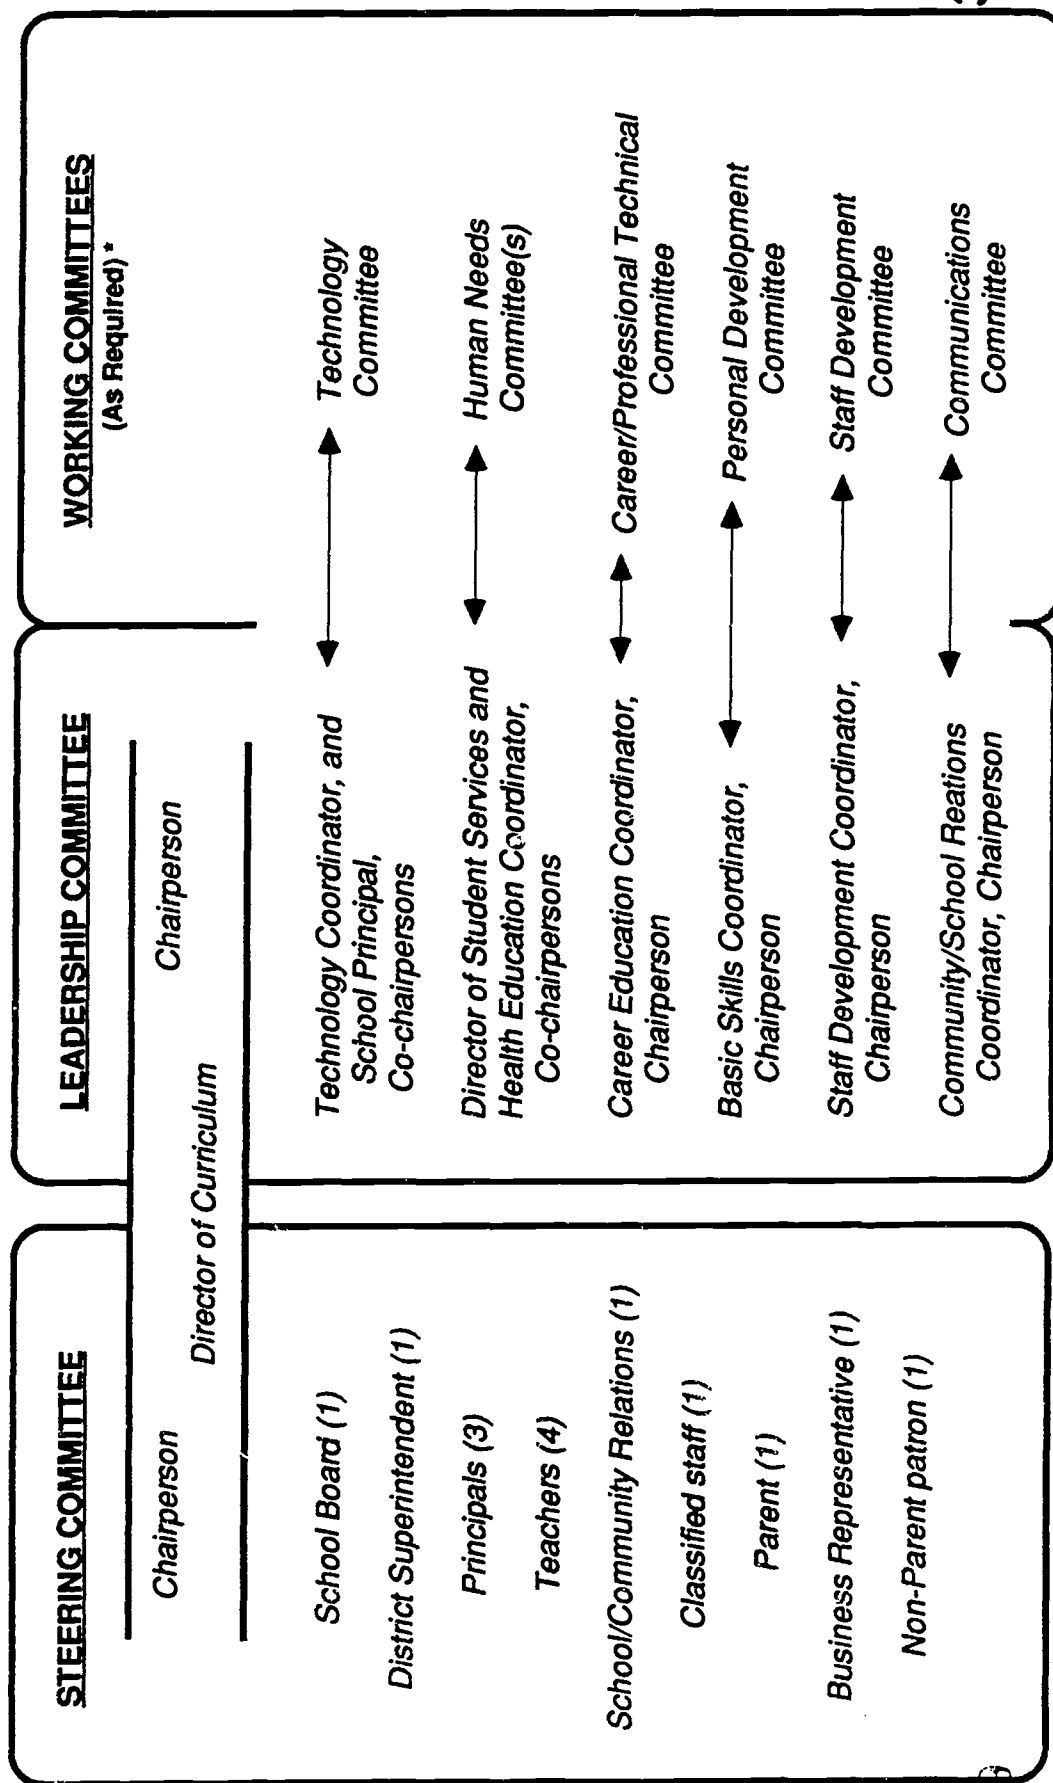 STEERING COMMITTEE
Chairperson
Director of Curriculum
School Board (1)
District Superintendent (1)
Principals (3)
Teachers (4)
School/Community Relations (1)
Classified staff (1)
Parent (1)
Business Representative (1)
Non-Parent patron (1)
LEADERSHIP COMMITTEE
Chairperson
Technology Coordinator, and
School Principal,
Co-chairpersons
Director of Student Services and
Health Education Coordinator,
Co-chairpersons
Career Education Coordinator,
Chairperson
Basic Skills Coordinator,
Chairperson
Staff Development Coordinator,
Chairperson
Community/School Reations
Coordinator, Chairperson
WORKING COMMITTEES
(As Required) *
Technology
Committee
Human Needs
Committee(s)
Career/Professional Technical
Committee
Personal Development
Committee
Staff Development
Committee
Communications
Committee